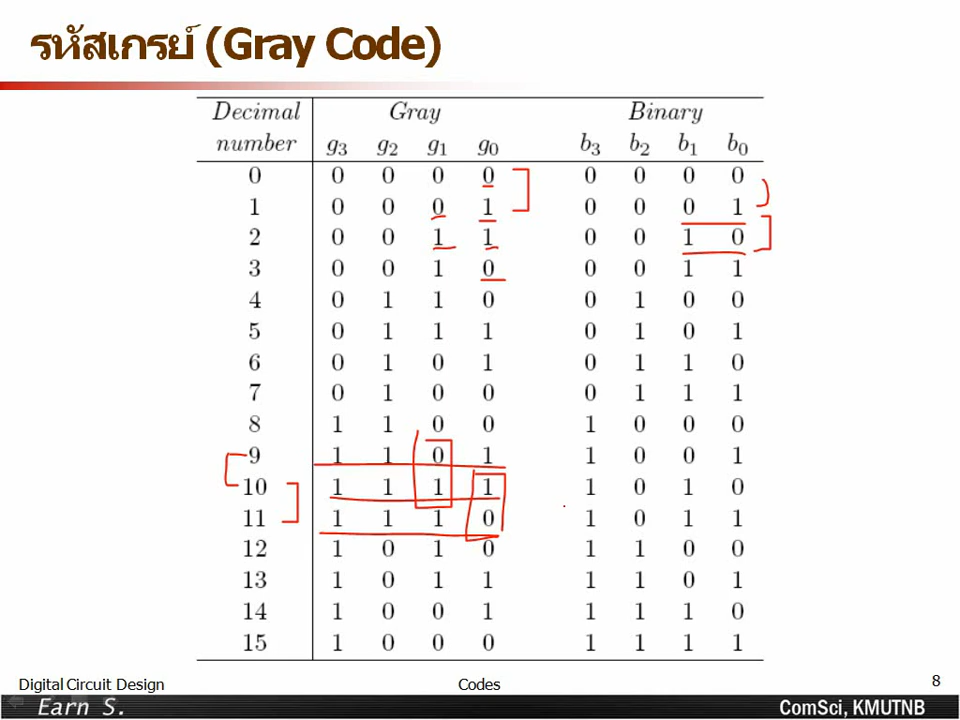 รหัสเกรย์ (Gray Code)
Decimal Gray Binary
number g3 g2 g1 g0 b3 b2 b1 b0
0 0 0 0 0 0 0 0 0
1 0 0 0 1 0 0 0 1
2 0 0 1 1 0 0 1 0
3 0 0 1 0 0 0 1 1
4 0 1 1 0 0 1 0 0
5 0 1 1 1 0 1 0 1
6 0 1 0 1 0 1 1 0
7 0 1 0 0 0 1 1 1
8 1 1 0 0 1 0 0 0
9 1 1 0 1 1 0 0 1
10 1 1 1 1 1 0 1 0
11 1 1 1 0 1 0 1 1
12 1 0 1 0 1 1 0 0
13 1 0 1 1 1 1 0 1
14 1 0 0 1 1 1 1 0
15 1 0 0 0 1 1 1 1
Digital Circuit Design Codes 8
Earn S. ComSci, KMUTNB